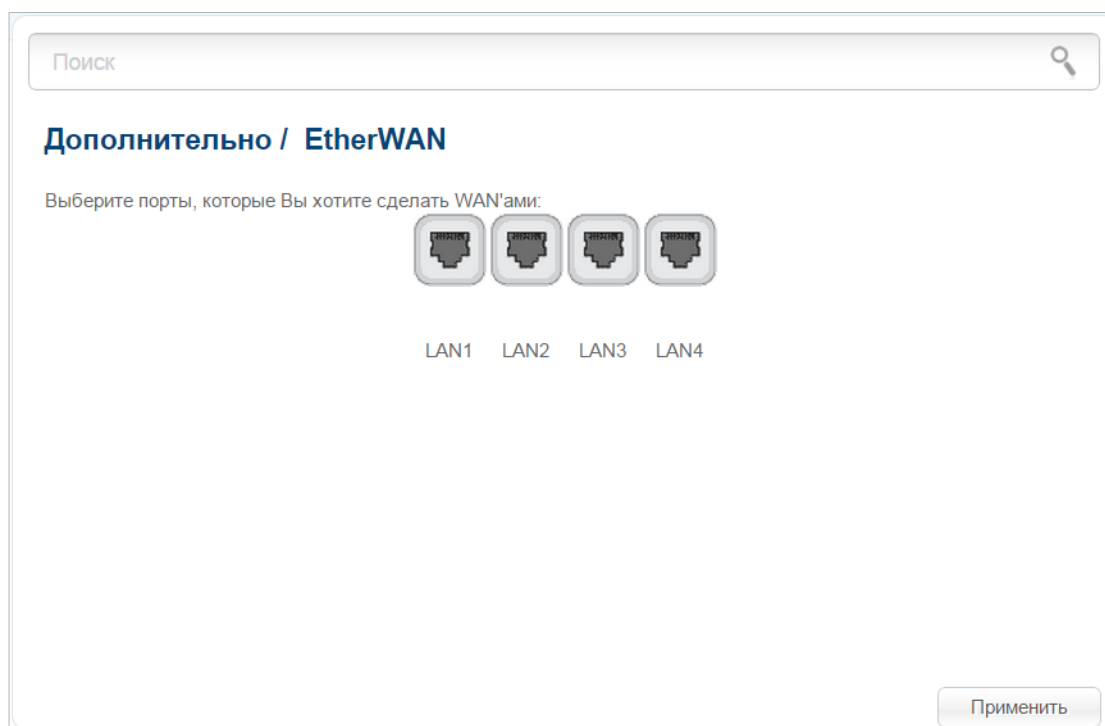 Поиск
Дополнительно / EtherWAN
Выберите порты, которые Вы хотите сделать WAN'ами:
LAN1 LAN2 LAN3 LAN4
Применить